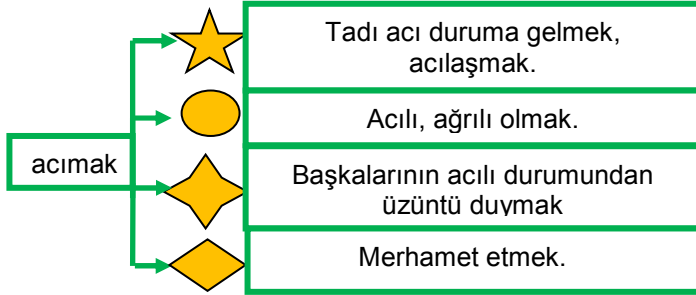 Tadı acı duruma gelmek,
acılaşmak.
Acılı, ağrılı olmak.
acımak
Başkalarının acılı durumundan
üzüntü duymak
Merhamet etmek.